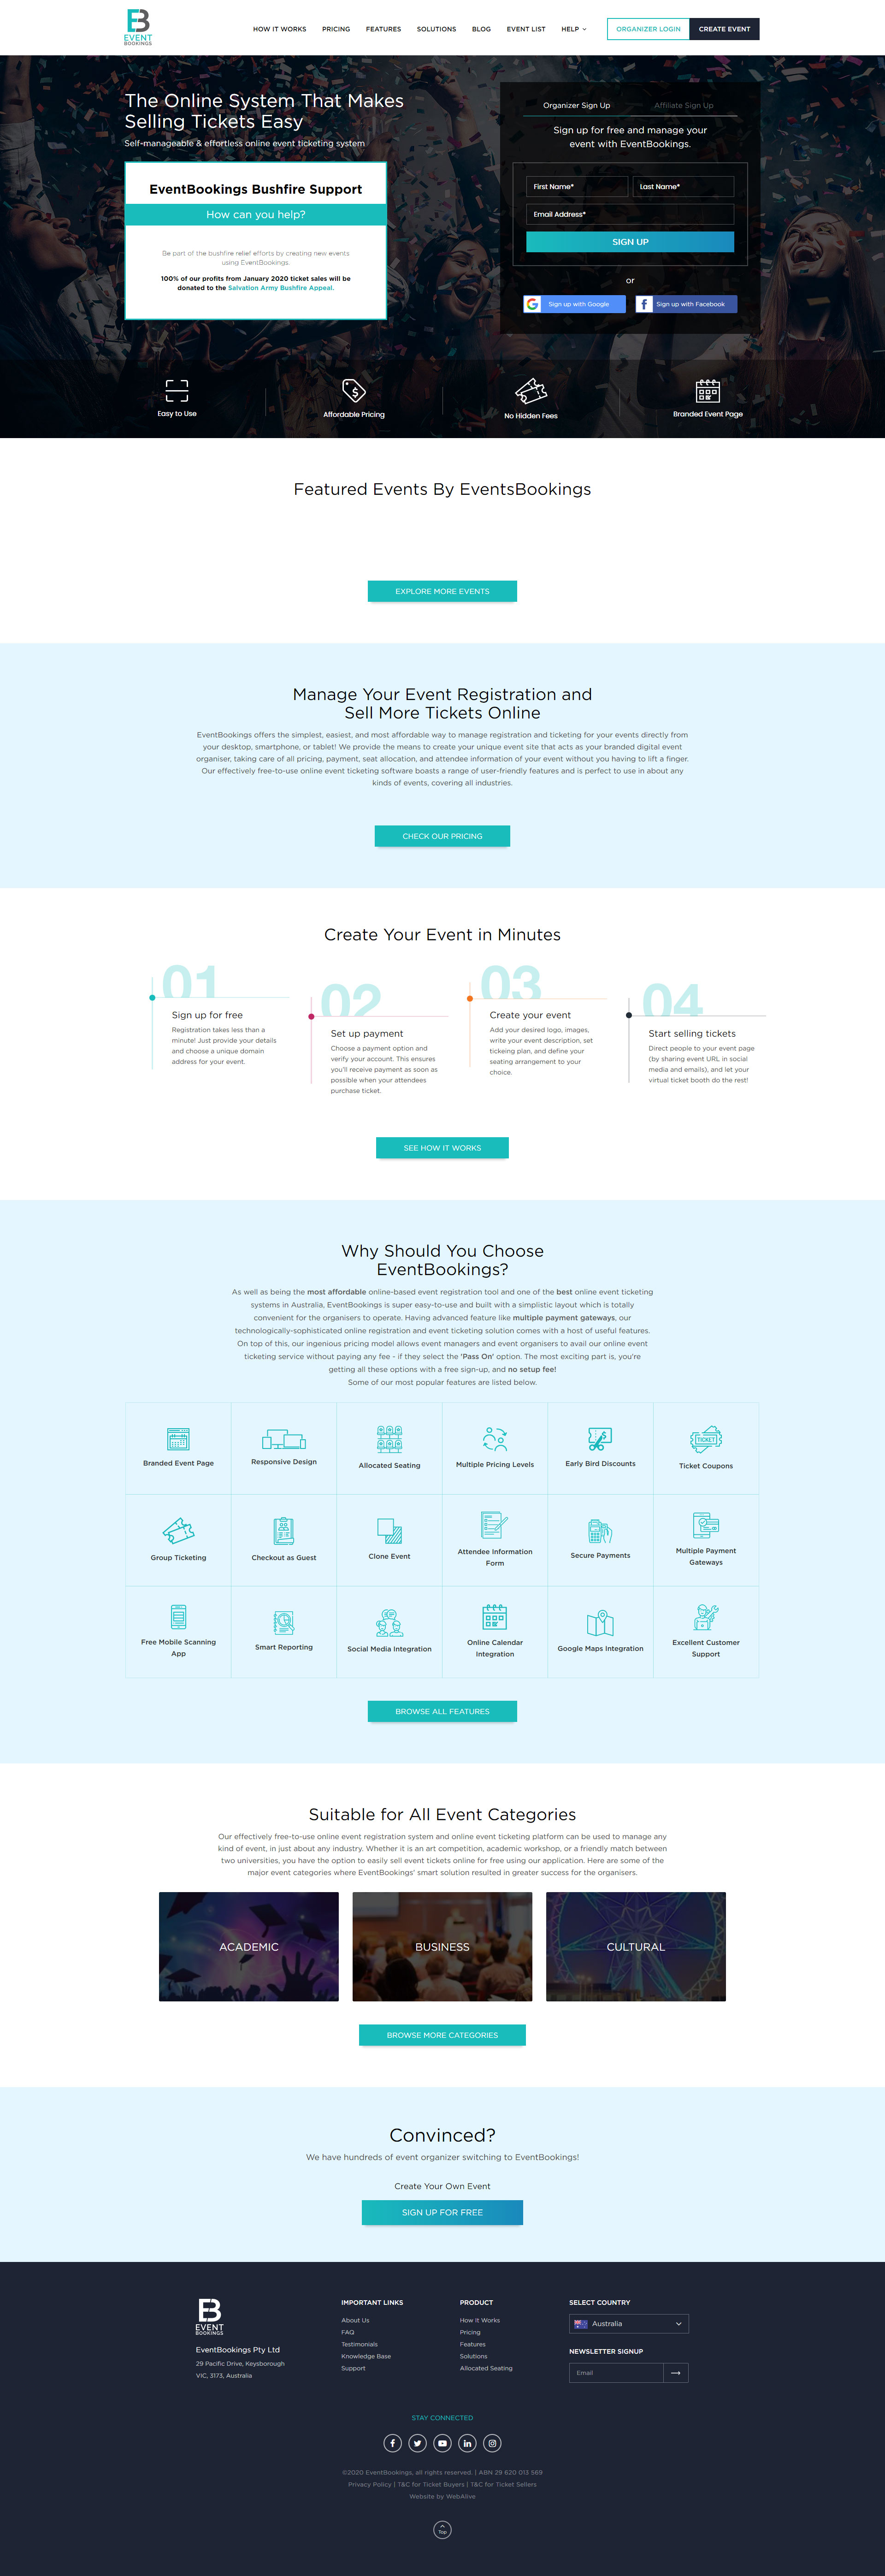 EVENT
BOOKINGS
HOW IT WORKS
PRICING
FEATURES
SOLUTIONS
BLOG
EVENT LIST
HELP
ORGANIZER LOGIN
CREATE EVENT
The Online System That Makes
Selling Tickets Easy
Self-manageable & effortless online event ticketing system
EventBookings Bushfire Support
How can you help?
Be part of the bushfire relief efforts by creating new events
using EventBookings.
100% of our profits from January 2020 ticket sales will be
donated to the Salvation Army Bushfire Appeal.
Organizer Sign Up
Affiliate Sign Up
Sign up for free and manage your
event with EventBookings.
First Name*
Last Name*
Email Address*
SIGN UP
or
Sign up with Google
Sign up with Facebook
Easy to Use
Affordable Pricing
No Hidden Fees
Branded Event Page
Featured Events By EventsBookings
EXPLORE MORE EVENTS
Manage Your Event Registration and
Sell More Tickets Online
EventBookings offers the simplest, easiest, and most affordable way to manage registration and ticketing for your events directly from
your desktop, smartphone, or tablet! We provide the means to create your unique event site that acts as your branded digital event
organiser, taking care of all pricing, payment, seat allocation, and attendee information of your event without you having to lift a finger.
Our effectively free-to-use online event ticketing software boasts a range of user-friendly features and is perfect to use in about any
kinds of events, covering all industries.
CHECK OUR PRICING
Create Your Event in Minutes
01
Sign up for free
Registration takes less than a
minute! Just provide your details
and choose a unique domain
address for your event.
02
Set up payment
Choose a payment option and
verify your account. This ensures
you'll receive payment as soon as
possible when your attendees
purchase ticket.
03
Create your event
Add your desired logo, images,
write your event description, set
ticketing plan, and define your
seating arrangement to your
choice.
04
Start selling tickets
Direct people to your event page
(by sharing event URL in social
media and emails), and let your
virtual ticket booth do the rest!
SEE HOW IT WORKS
Why Should You Choose
EventBookings?
As well as being the most affordable online-based event registration tool and one of the best online event ticketing
systems in Australia, EventBookings is super easy-to-use and built with a simplistic layout which is totally
convenient for the organisers to operate. Having advanced feature like multiple payment gateways, our
technologically-sophisticated online registration and event ticketing solution comes with a host of useful features.
On top of this, our ingenious pricing model allows event managers and event organisers to avail our online event
ticketing service without paying any fee - if they select the 'Pass On' option. The most exciting part is, you're
getting all these options with a free sign-up, and no setup fee!
Some of our most popular features are listed below.
Branded Event Page
Responsive Design
Allocated Seating
Multiple Pricing Levels
Early Bird Discounts
TICKET
Ticket Coupons
Group Ticketing
Checkout as Guest
Clone Event
Attendee Information
Form
Secure Payments
Multiple Payment
Gateways
Free Mobile Scanning
App
Smart Reporting
Social Media Integration
Online Calendar
Integration
Google Maps Integration
Excellent Customer
Support
BROWSE ALL FEATURES
Suitable for All Event Categories
Our effectively free-to-use online event registration system and online event ticketing platform can be used to manage any
kind of event, in just about any industry. Whether it is an art competition, academic workshop, or a friendly match between
two universities, you have the option to easily sell event tickets online for free using our application. Here are some of the
major event categories where EventBookings' smart solution resulted in greater success for the organisers.
ACADEMIC
BUSINESS
CULTURAL
BROWSE MORE CATEGORIES
Convinced?
We have hundreds of event organizer switching to EventBookings!
Create Your Own Event
SIGN UP FOR FREE
EVENT
BOOKINGS
EventBookings Pty Ltd
29 Pacific Drive, Keysborough
VIC, 3173, Australia
IMPORTANT LINKS
About Us
FAQ
Testimonials
Knowledge Base
Support
PRODUCT
How It Works
Pricing
Features
Solutions
Allocated Seating
SELECT COUNTRY
Australia
NEWSLETTER SIGNUP
Email
STAY CONNECTED
©2020 EventBookings, all rights reserved. | ABN 29 620 013 569
Privacy Policy | T&C for Ticket Buyers | T&C for Ticket Sellers
Website by WebAlive
Top